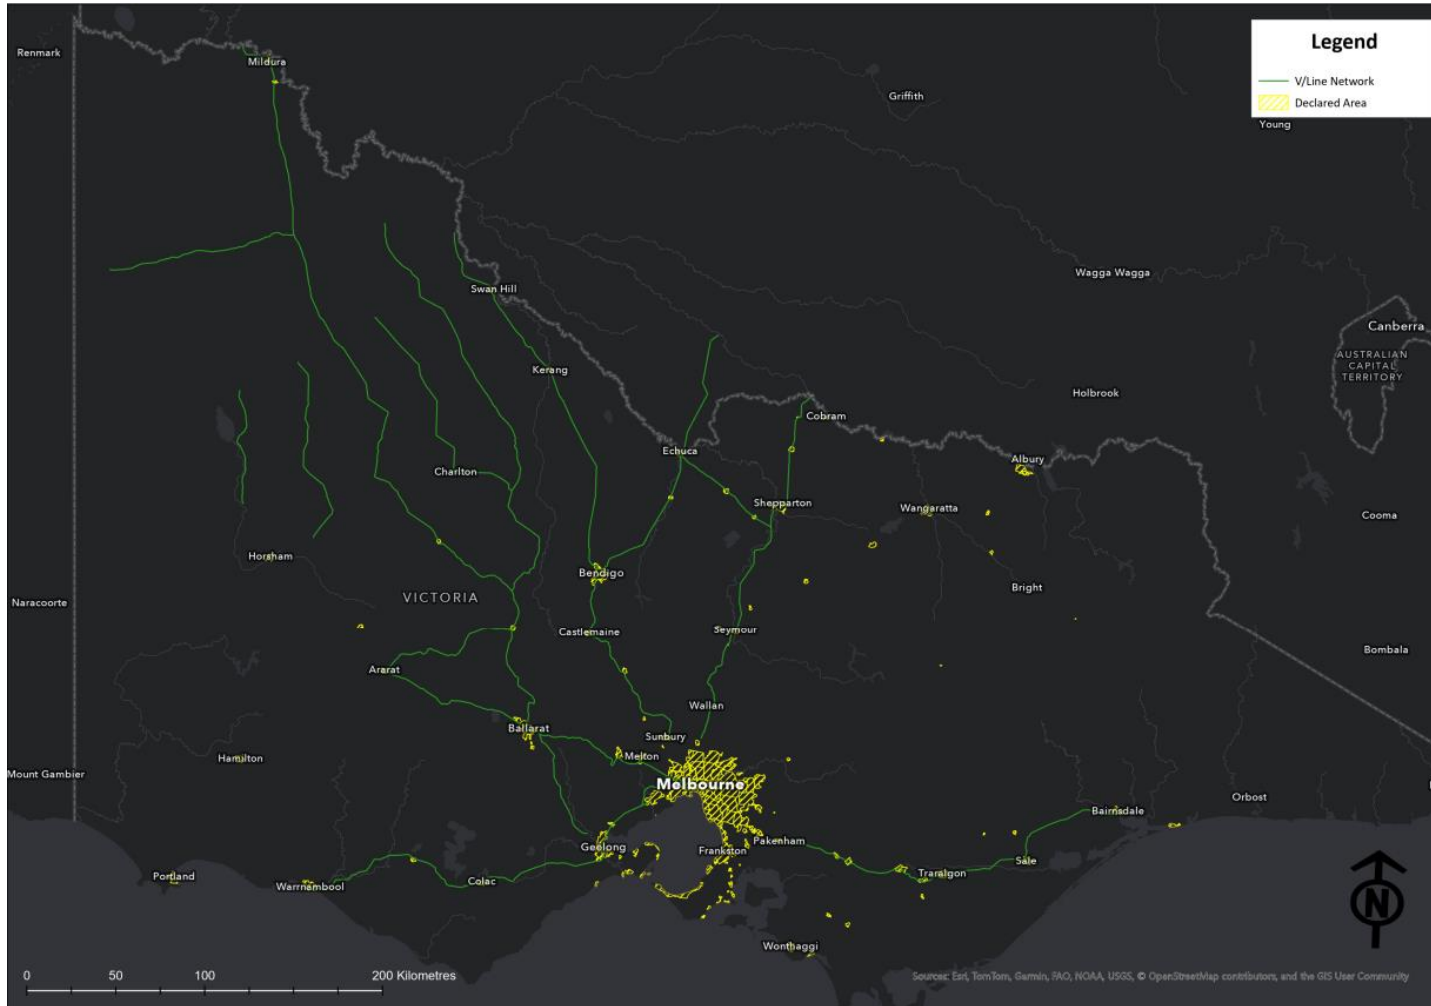 Legend
V/Line Network
Declared Area
Renmark
Mildura
Griffith
Young
Wagga Wagga
Swan Hill
Canberra
AUSTRALIAN
CAPITAL
TERRITORY
Kerang
Holbrook
Cobram
Echuca
Albury
Charlton
Shepparton
Wangaratta
Cooma
Horsham
Bendigo
Bright
Naracoorte
VICTORIA
Castlemaine
Seymour
Bombala
Ararat
Wallan
Ballarat
Sunbury
Melton
Hamilton
Mount Gambier
Melbourne
Orbost
Bairnsdale
Geelong
Frankston
Pakenham
Sale
Portland
Warrnambool
Colac
Traralgon
N
Wonthaggi
0 50 100 200 Kilometres
Sources: Esri, TomTom, Garmin, FAO, NOAA, USGS, © OpenStreetMap contributors, and the GIS User Community